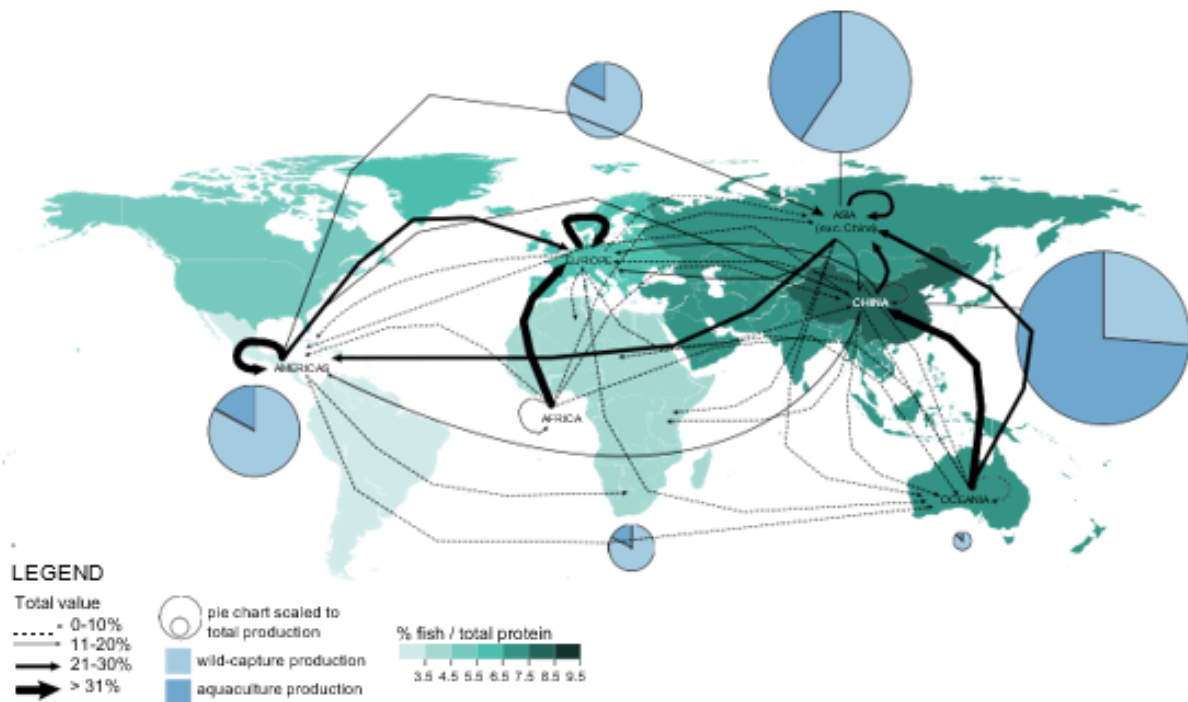 ASIA
(exc. China)
EUROPE
CHINA
AMERICAS
AFRICA
OCEANIA
LEGEND
Total value
0-10%
11-20%
21-30%
> 31%
pie chart scaled to
total production
wild-capture production
aquaculture production
% fish / total protein
3.5 4.5 5.5 6.5 7.5 8.5 9.5